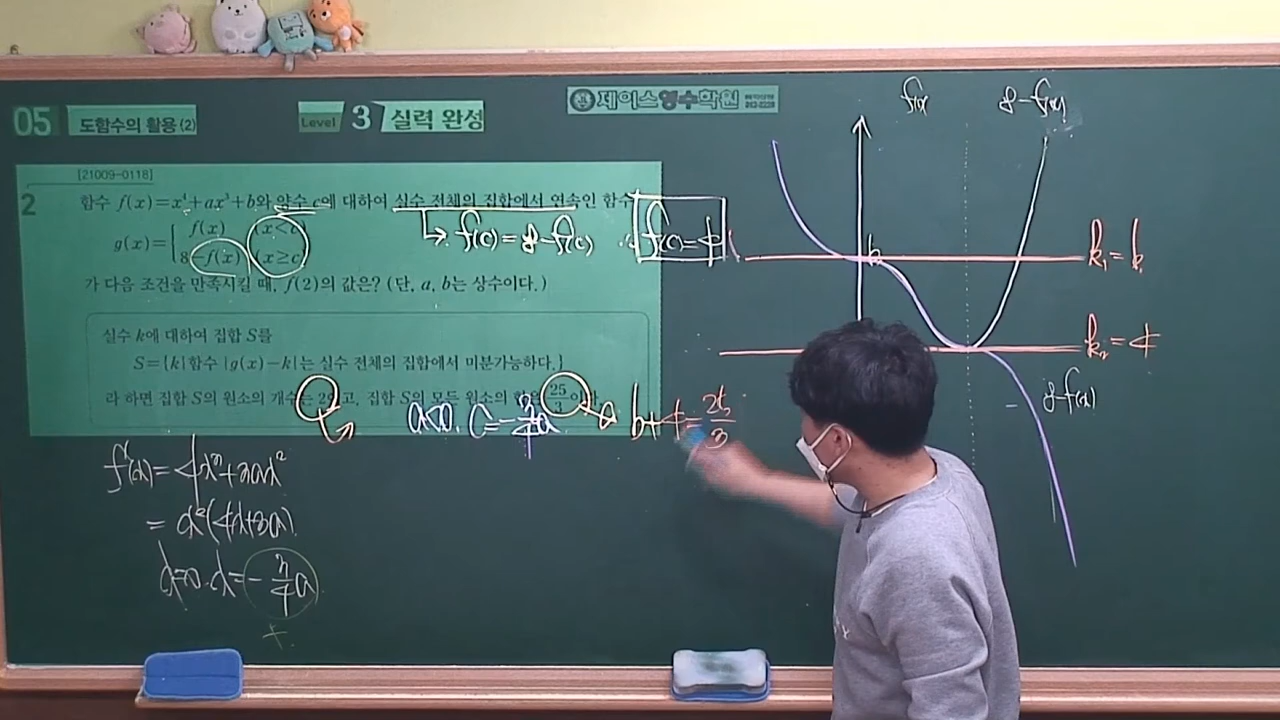 05 도함수의 활용(2)
Level 3 실력 완성
제이스영수학원
[21009-0118]
2 함수 f(x)=x⁴+ax³+b와 양수 c에 대하여 실수 전체의 집합에서 연속인 함수
g(x)= f(x) (x<c)
8-f(x) (x≥c)
→ f(c)=8-f(c) ∴ f(c)=4
가 다음 조건을 만족시킬 때, f(2)의 값은? (단, a, b는 상수이다.)
실수 k에 대하여 집합 S를
S={k|함수 |g(x)-k|는 실수 전체의 집합에서 미분가능하다.}
라 하면 집합 S의 원소의 개수는 2이고, 집합 S의 모든 원소의 합은 25/3이다.
a<0. c=-3/4a
b+4=25/3
f'(x)=4x³+3ax²
=x²(4x+3a)
x=0. x=-3/4a
f(x)
8-f(x)
b
k₁=b
k₂=4
8-f(x)